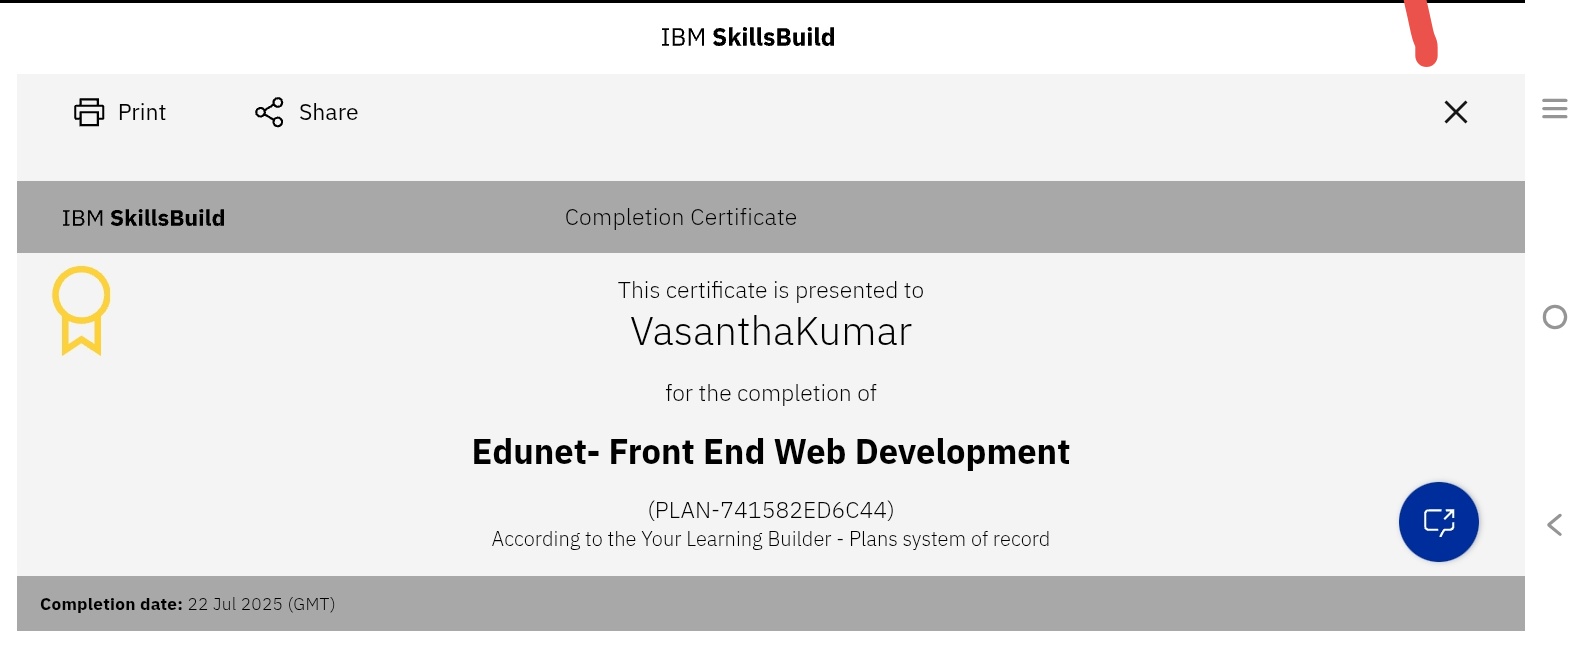 IBM SkillsBuild
Print
Share
IBM SkillsBuild
Completion Certificate
This certificate is presented to
VasanthaKumar
for the completion of
Edunet- Front End Web Development
(PLAN-741582ED6C44)
According to the Your Learning Builder - Plans system of record
Completion date: 22 Jul 2025 (GMT)